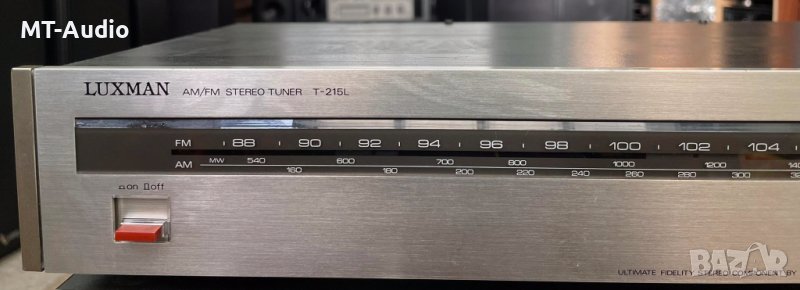 MT-Audio
LUXMAN AM/FM STEREO TUNER T-215L
FM 88 90 92 94 96 98 100 102 104
AM MW 540 600 700 800 1000 1200
160 180 200 220 240 260 280 300
on off
ULTIMATE FIDELITY STEREO COMPONENT BY
BAZAR